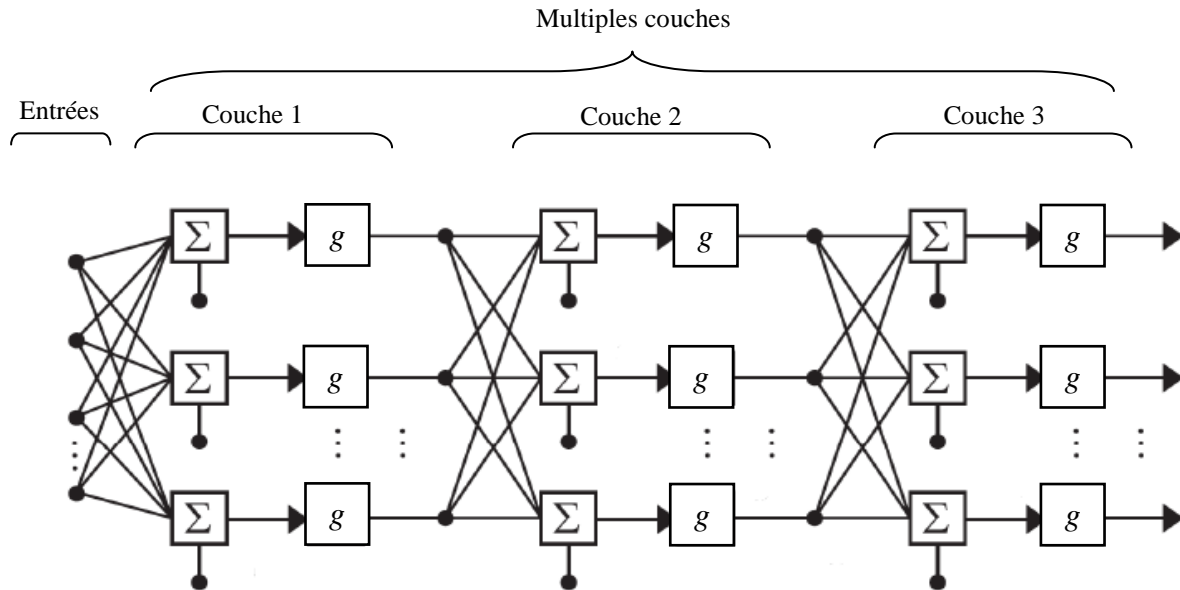 Multiples couches
Entrées
Couche 1
Couche 2
Couche 3
Σ g Σ g Σ g
Σ g Σ g Σ g
Σ g Σ g Σ g